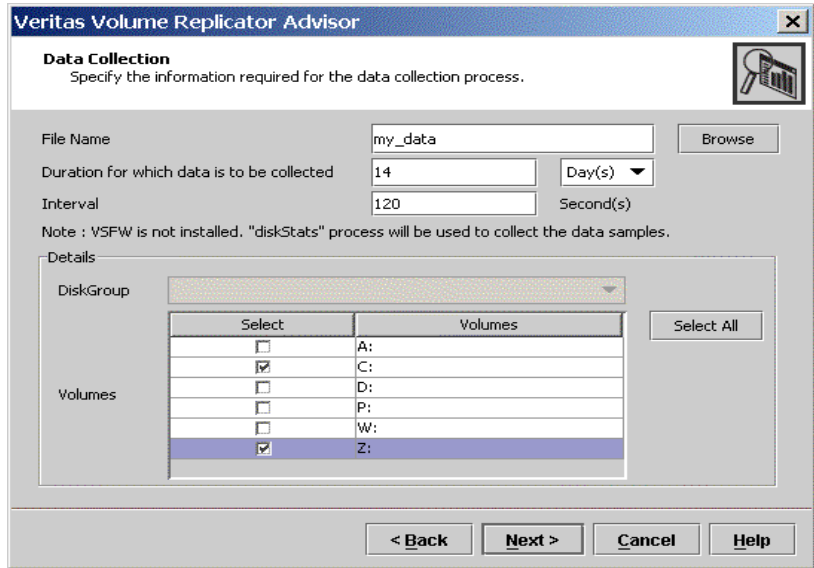 Veritas Volume Replicator Advisor
Data Collection
Specify the information required for the data collection process.
File Name my_data Browse
Duration for which data is to be collected 14 Day(s)
Interval 120 Second(s)
Note : VSFW is not installed. "diskStats" process will be used to collect the data samples.
Details
DiskGroup
Select Volumes Select All
A:
C:
D:
Volumes
P:
W:
Z:
< Back Next > Cancel Help